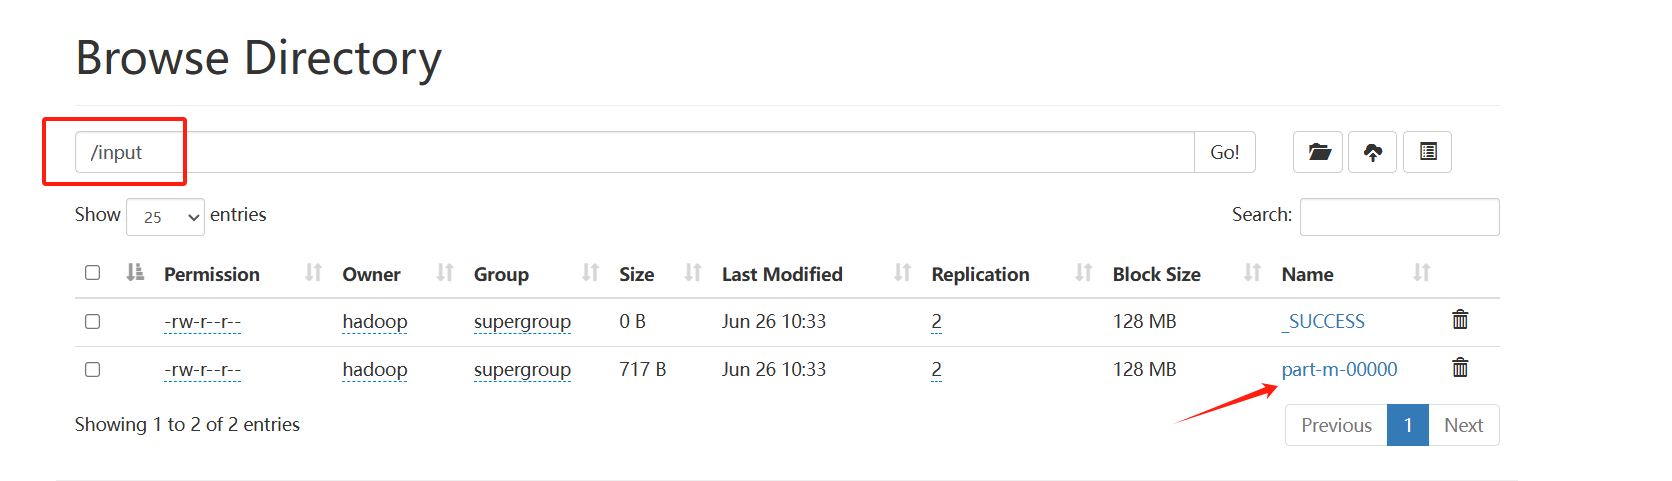 Browse Directory
/input Go!
Show 25 entries Search:
Permission Owner Group Size Last Modified Replication Block Size Name
-rw-r--r-- hadoop supergroup 0 B Jun 26 10:33 2 128 MB _SUCCESS
-rw-r--r-- hadoop supergroup 717 B Jun 26 10:33 2 128 MB part-m-00000
Showing 1 to 2 of 2 entries Previous 1 Next